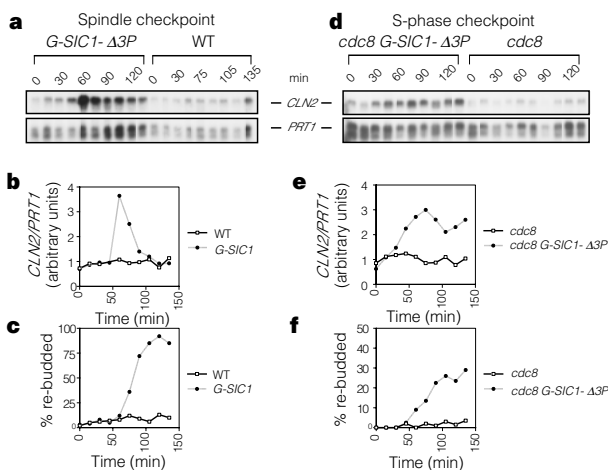 a
Spindle checkpoint
G-SIC1- Δ3P WT
0 30 60 90 120 0 30 75 105 135
min
CLN2
PRT1
d
S-phase checkpoint
cdc8 G-SIC1- Δ3P cdc8
0 30 60 90 120 0 30 60 90 120
b
CLN2/PRT1
(arbitrary units)
4
3
2
1
0
0 50 100 150
Time (min)
WT
G-SIC1
e
CLN2/PRT1
(arbitrary units)
4
3
2
1
0
0 50 100 150
Time (min)
cdc8
cdc8 G-SIC1- Δ3P
c
% re-budded
100
75
50
25
0
0 50 100 150
Time (min)
WT
G-SIC1
f
% re-budded
50
40
30
20
10
0
0 50 100 150
Time (min)
cdc8
cdc8 G-SIC1- Δ3P